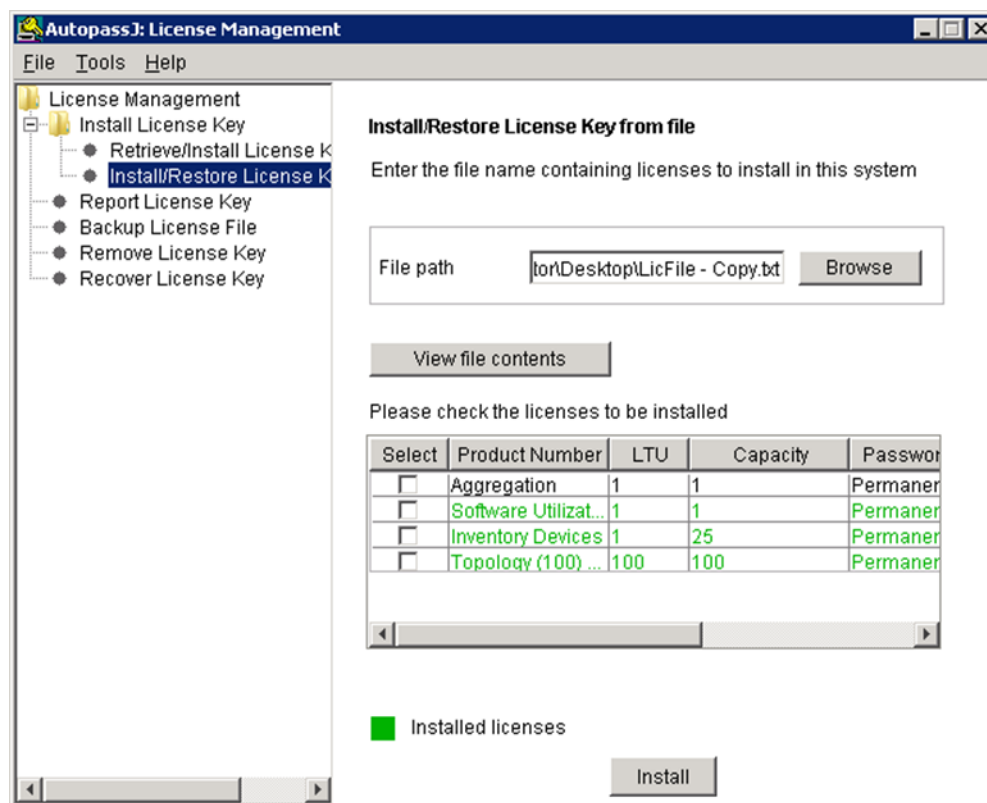 AutopassJ: License Management
File Tools Help
License Management
Install License Key
Retrieve/Install License K
Install/Restore License K
Report License Key
Backup License File
Remove License Key
Recover License Key
Install/Restore License Key from file
Enter the file name containing licenses to install in this system
File path tor\Desktop\LicFile - Copy.txt Browse
View file contents
Please check the licenses to be installed
Select Product Number LTU Capacity Passwor
Aggregation 1 1 Permaner
Software Utilizat... 1 1 Permaner
Inventory Devices 1 25 Permaner
Topology (100) ... 100 100 Permaner
Installed licenses
Install